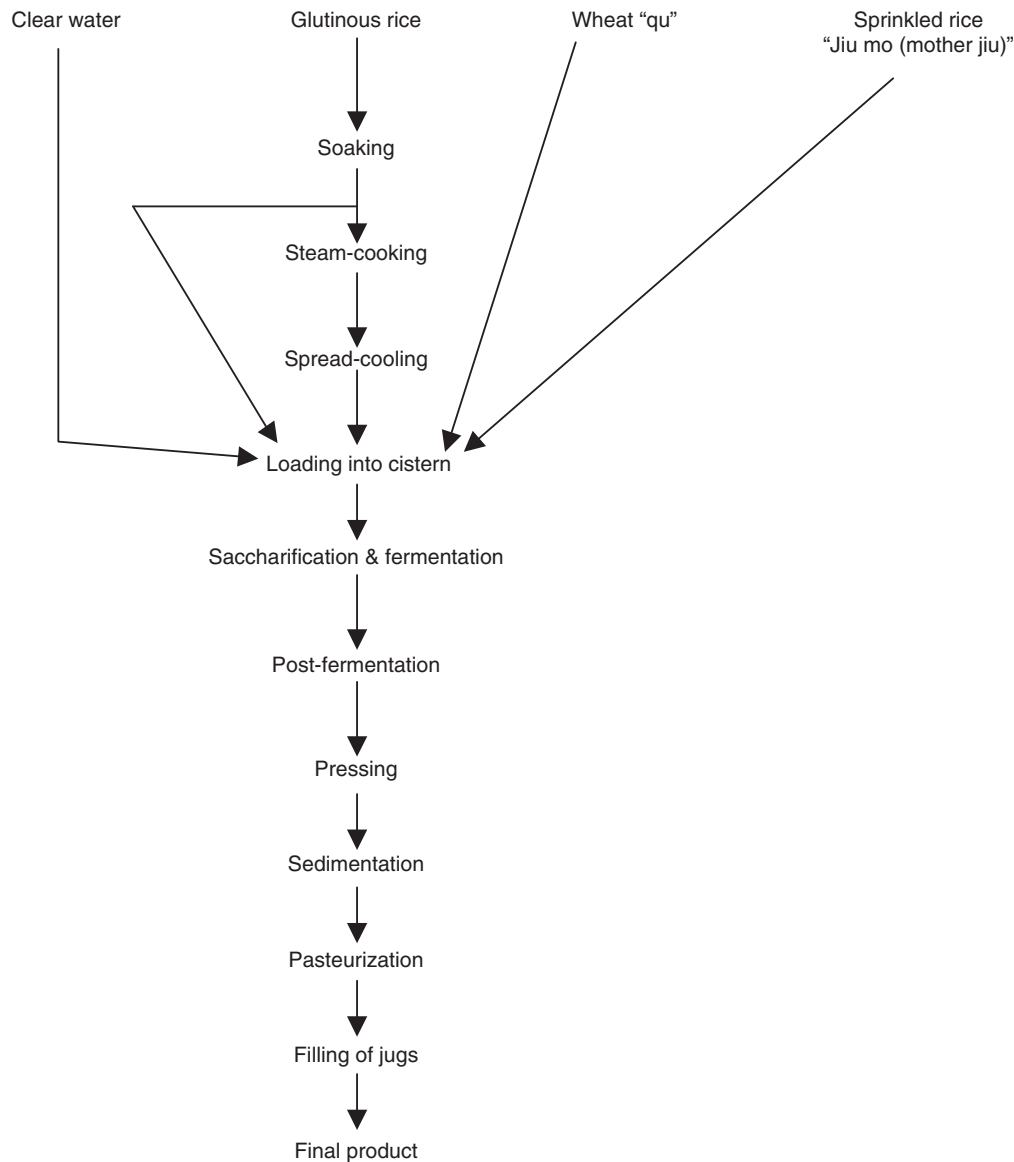 Clear water
Glutinous rice
Wheat “qu”
Sprinkled rice
“Jiu mo (mother jiu)”
Soaking
Steam-cooking
Spread-cooling
Loading into cistern
Saccharification & fermentation
Post-fermentation
Pressing
Sedimentation
Pasteurization
Filling of jugs
Final product